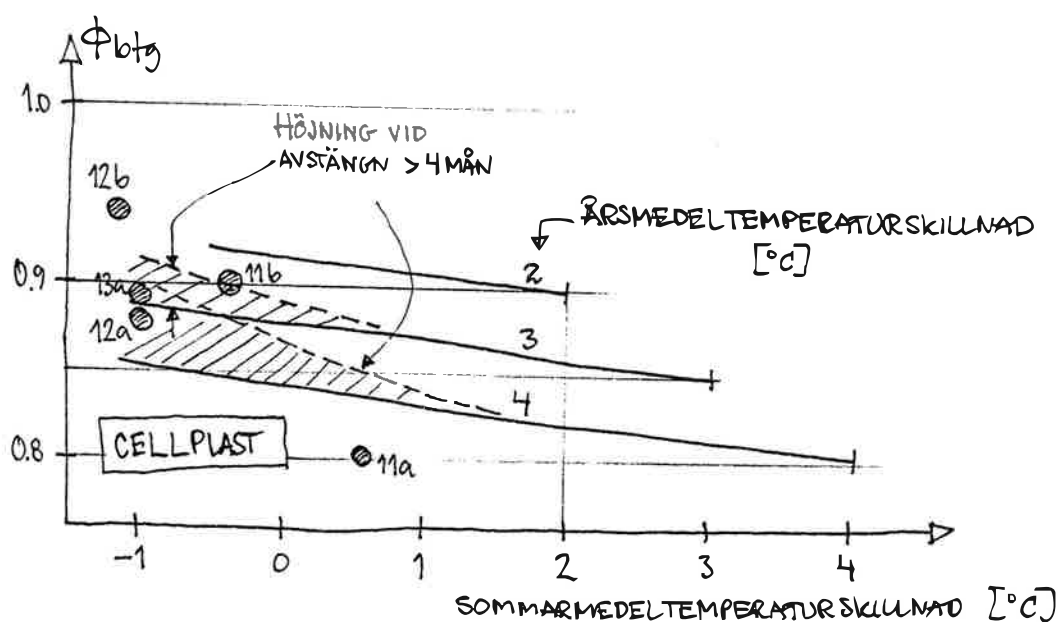 Φbtg
1.0
HÖJNING VID
AVSTÄNGN > 4 MÅN
12b
ÅRSMEDELTEMPERATURSKILLNAD
[°C]
2
0.9
13a
11b
12a
3
4
CELLPLAST
0.8
11a
-1
0
1
2
3
4
SOMMARMEDELTEMPERATURSKILLNAD [°C]